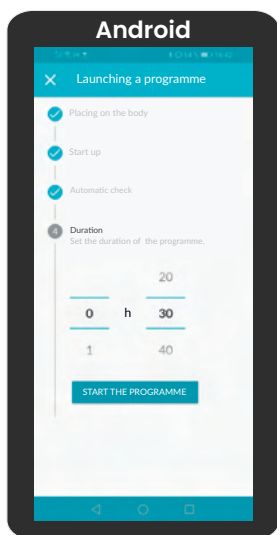 Android
Launching a programme
Placing on the body
Start up
Automatic check
4
Duration
Set the duration of the programme.
20
0 h 30
1 40
START THE PROGRAMME